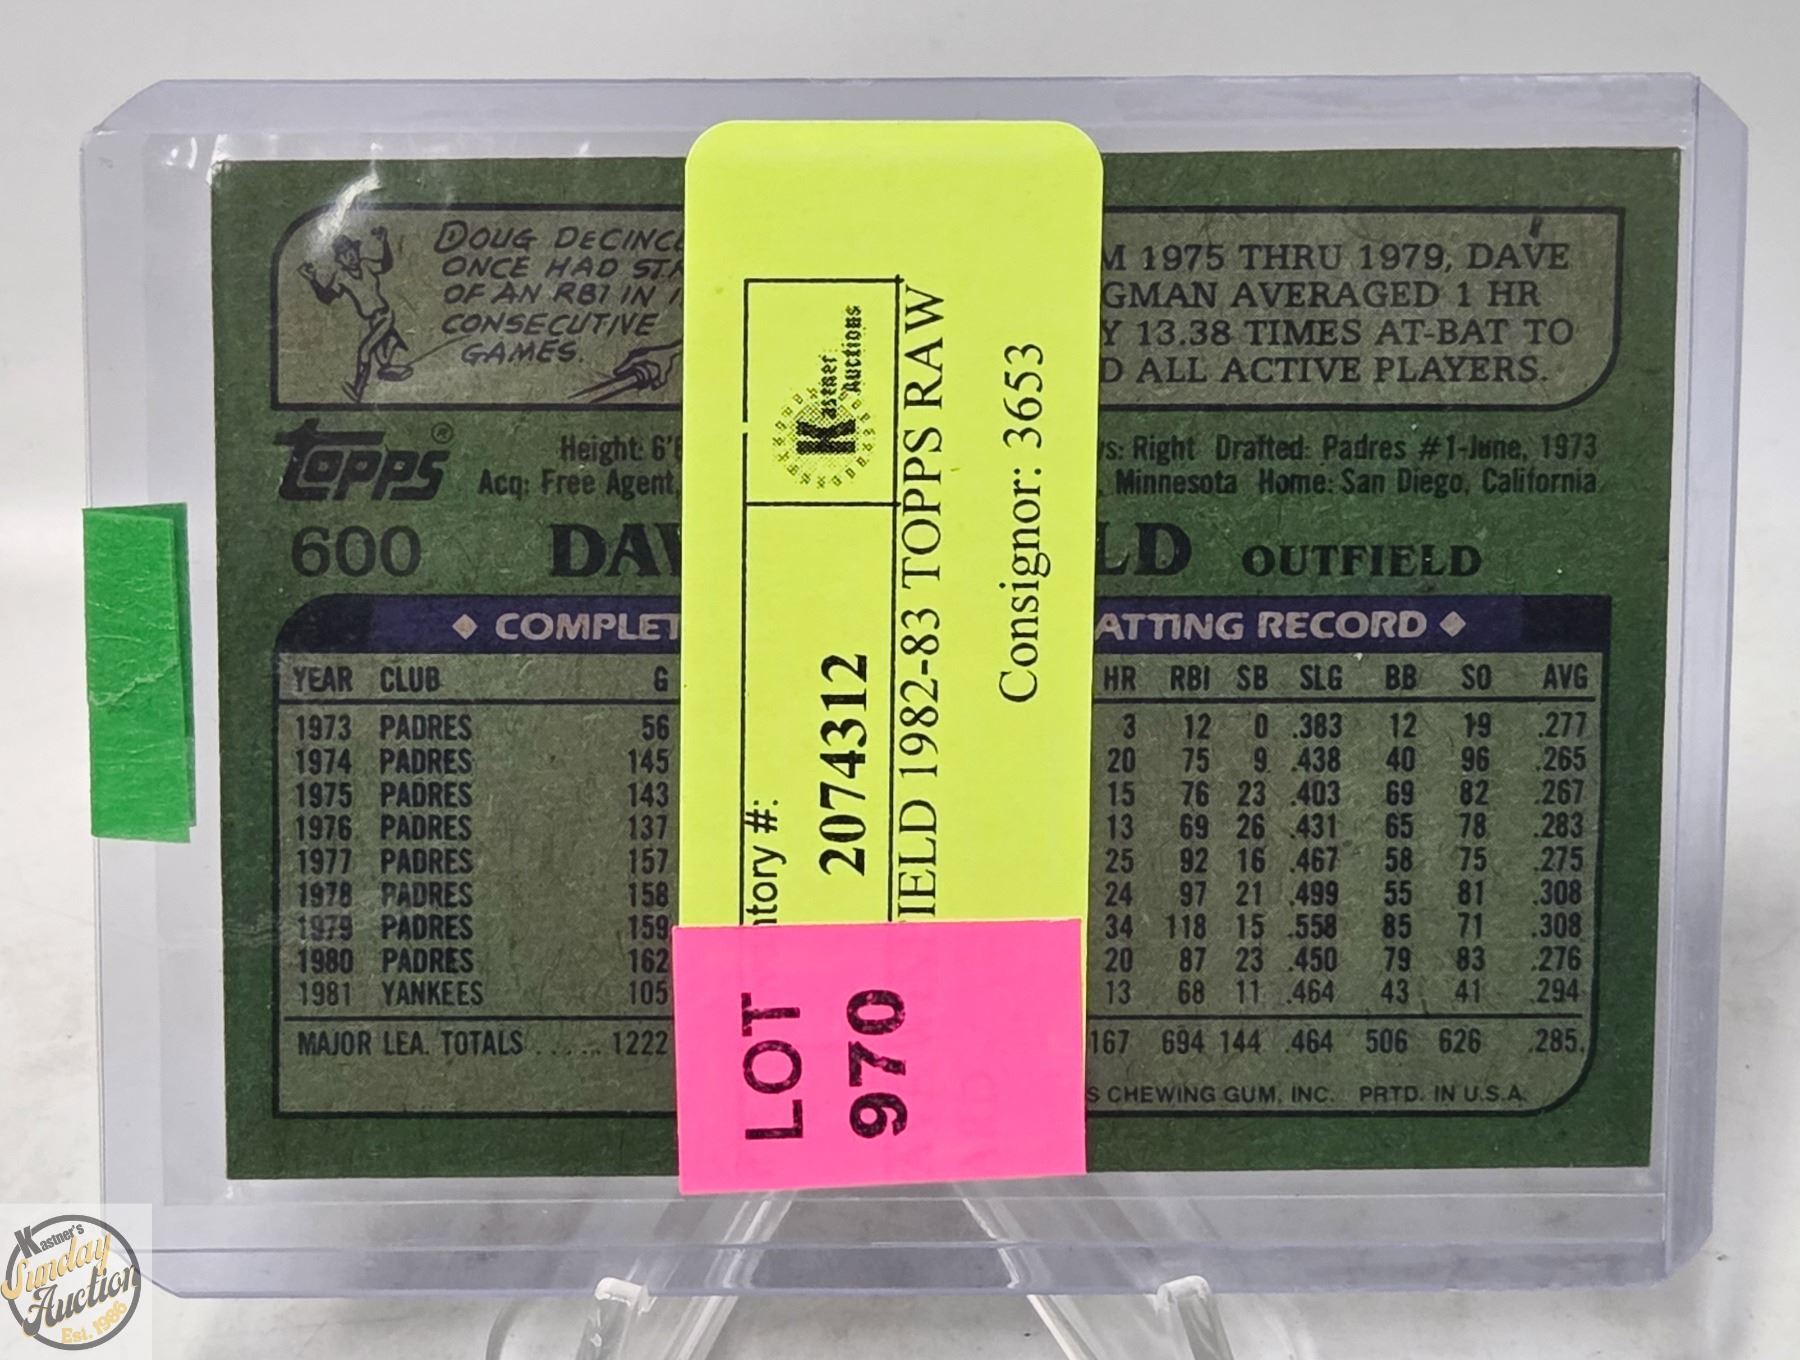 DOUG DECINC
ONCE HAD STR
OF AN RBI IN 1
CONSECUTIVE
GAMES.
M 1975 THRU 1979, DAVE
GMAN AVERAGED 1 HR
Y 13.38 TIMES AT-BAT TO
D ALL ACTIVE PLAYERS.
TOPPS®
Height: 6'6
s: Right Drafted: Padres #1-June, 1973
Acq: Free Agent,
, Minnesota Home: San Diego, California
600 DAV LD OUTFIELD
COMPLET ATTING RECORD
YEAR CLUB G HR RBI SB SLG BB SO AVG
1973 PADRES 56 3 12 0 .383 12 19 .277
1974 PADRES 145 20 75 9 .438 40 96 .265
1975 PADRES 143 15 76 23 .403 69 82 .267
1976 PADRES 137 13 69 26 .431 65 78 .283
1977 PADRES 157 25 92 16 .467 58 75 .275
1978 PADRES 158 24 97 21 .499 55 81 .308
1979 PADRES 159 34 118 15 .558 85 71 .308
1980 PADRES 162 20 87 23 .450 79 83 .276
1981 YANKEES 105 13 68 11 .464 43 41 .294
MAJOR LEA. TOTALS ...... 1222 167 694 144 .464 506 626 .285
S CHEWING GUM, INC. PRTD. IN U.S.A.
Kastner
Auctions
ntory #:
2074312
IELD 1982-83 TOPPS RAW
Consignor: 3653
LOT
970
Kastner's
Sunday
Auction
Est. 1986